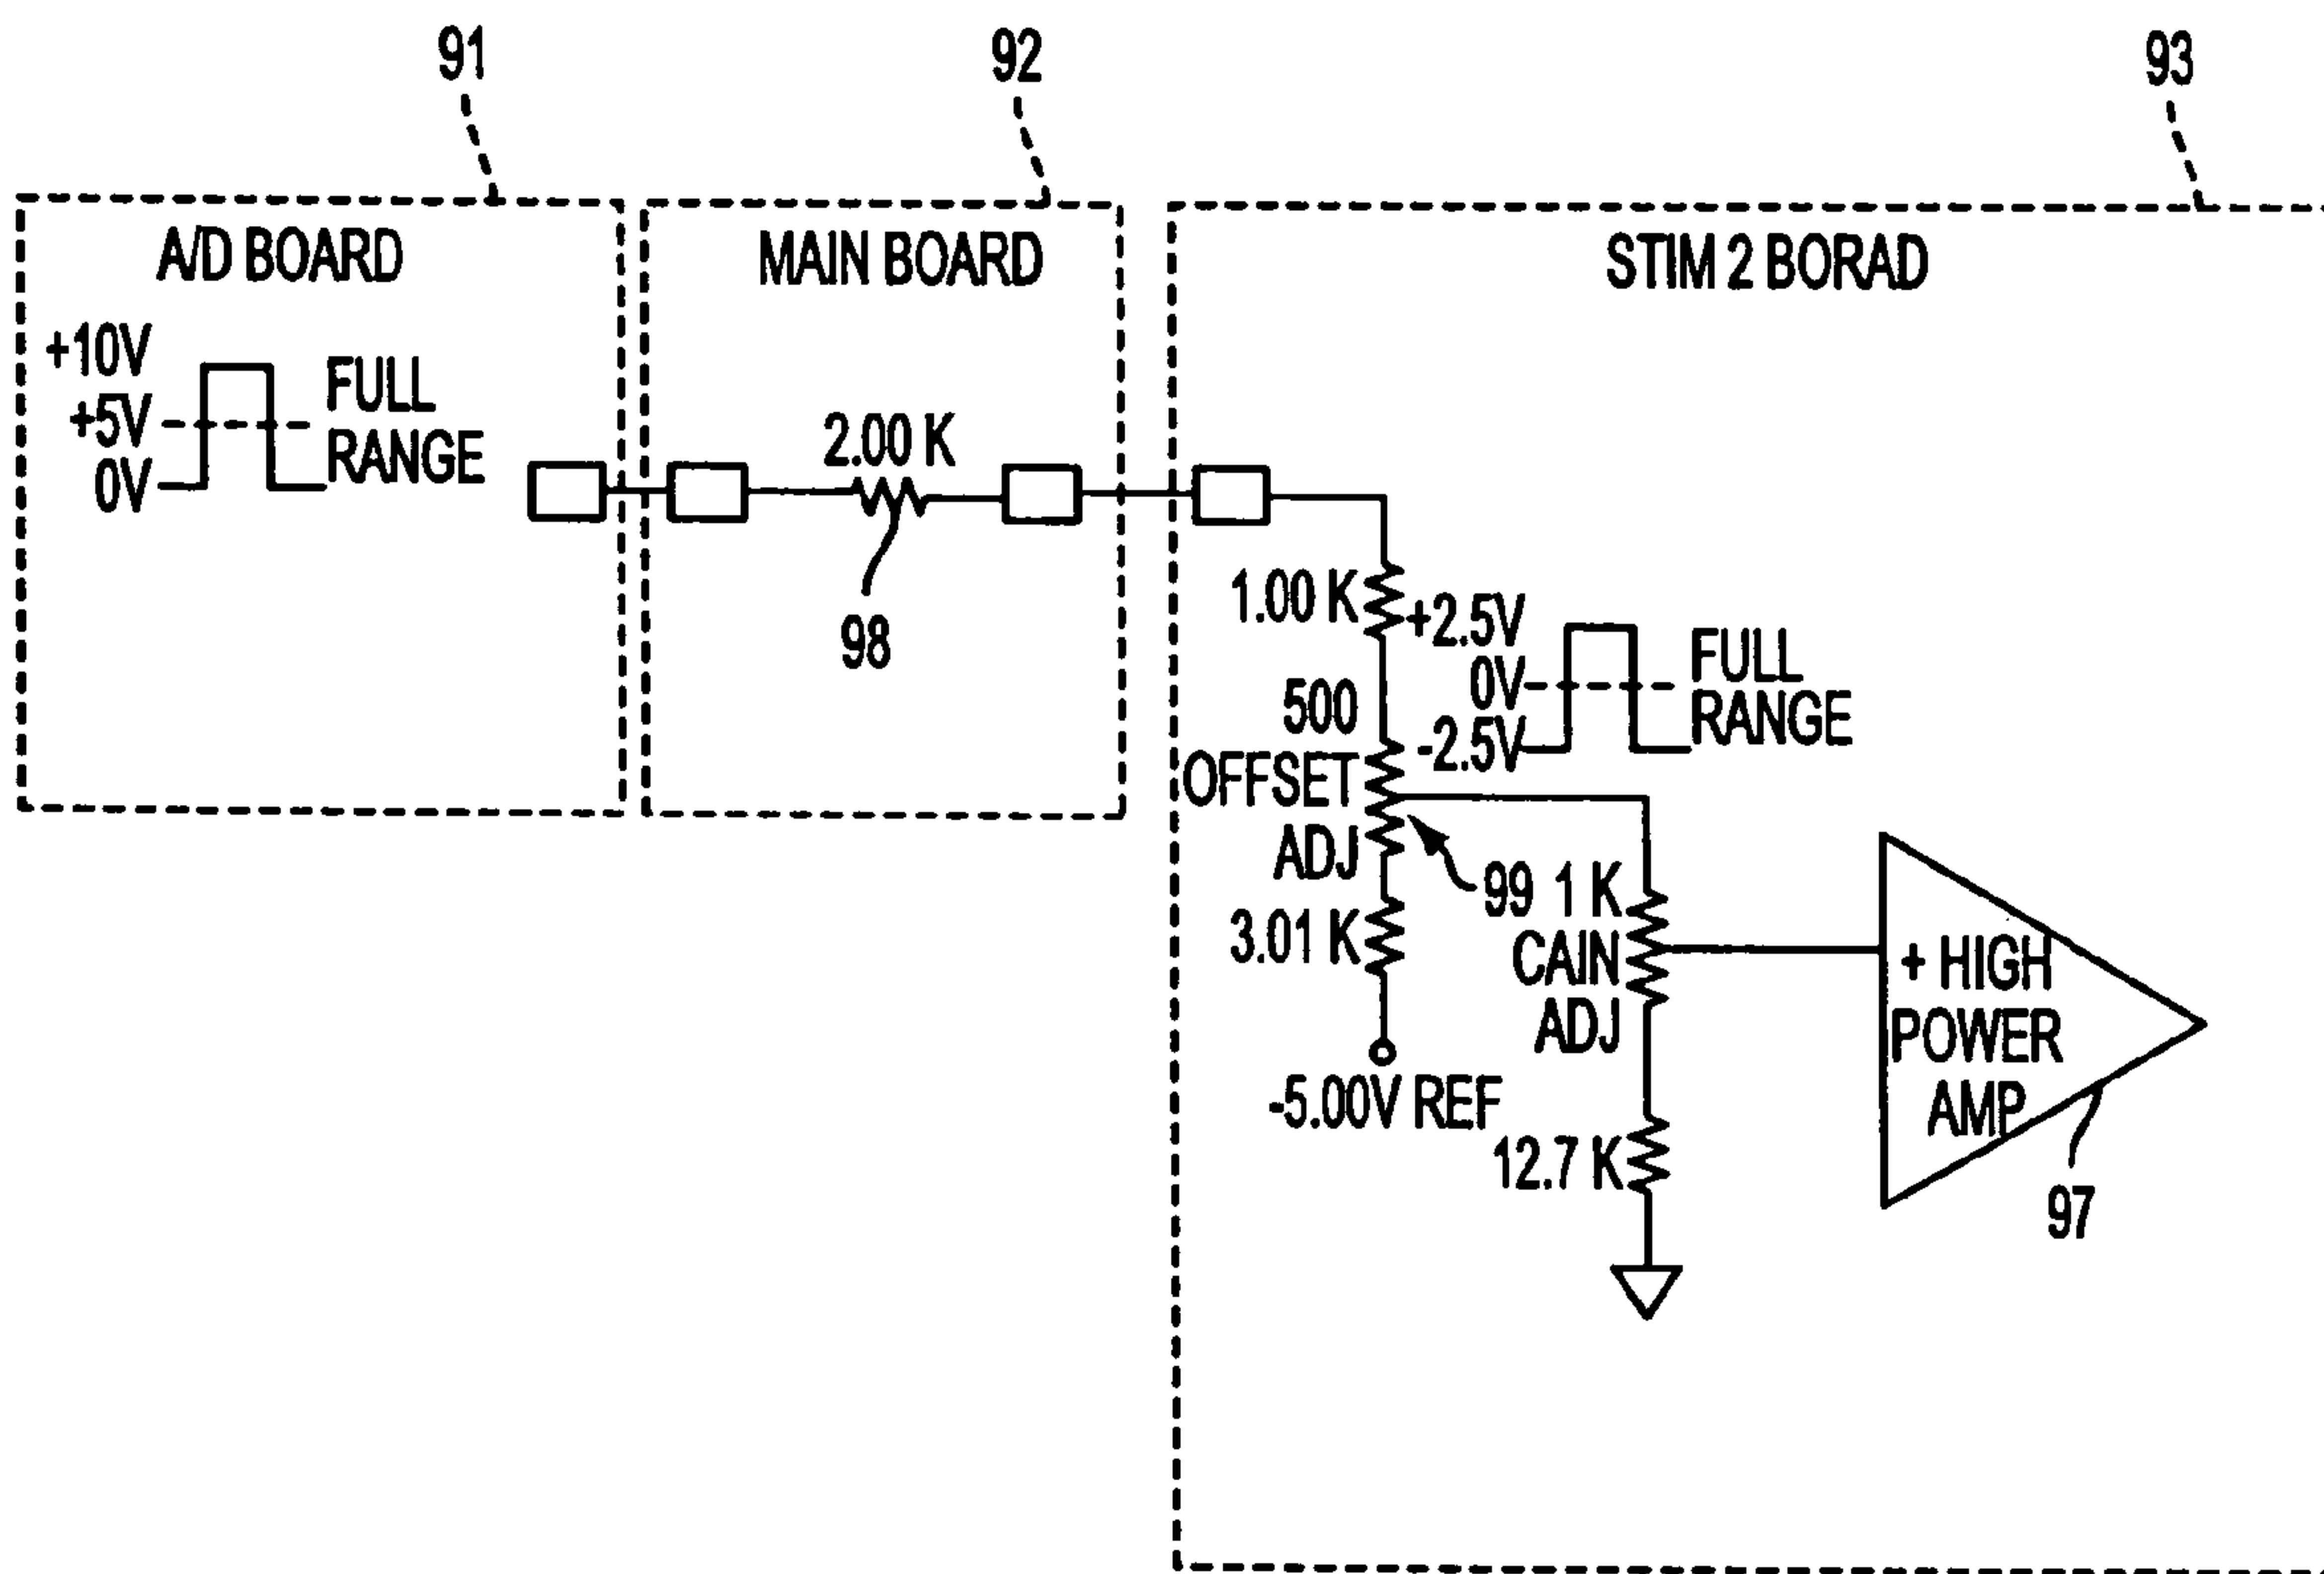 91
92
93
A/D BOARD
MAIN BOARD
STIM 2 BORAD
+10V
+5V
0V
FULL
RANGE
2.00 K
98
1.00 K
+2.5V
0V
-2.5V
FULL
RANGE
500
OFFSET
ADJ
99
3.01 K
-5.00V REF
1 K
CAIN
ADJ
12.7 K
+ HIGH
POWER
AMP
97